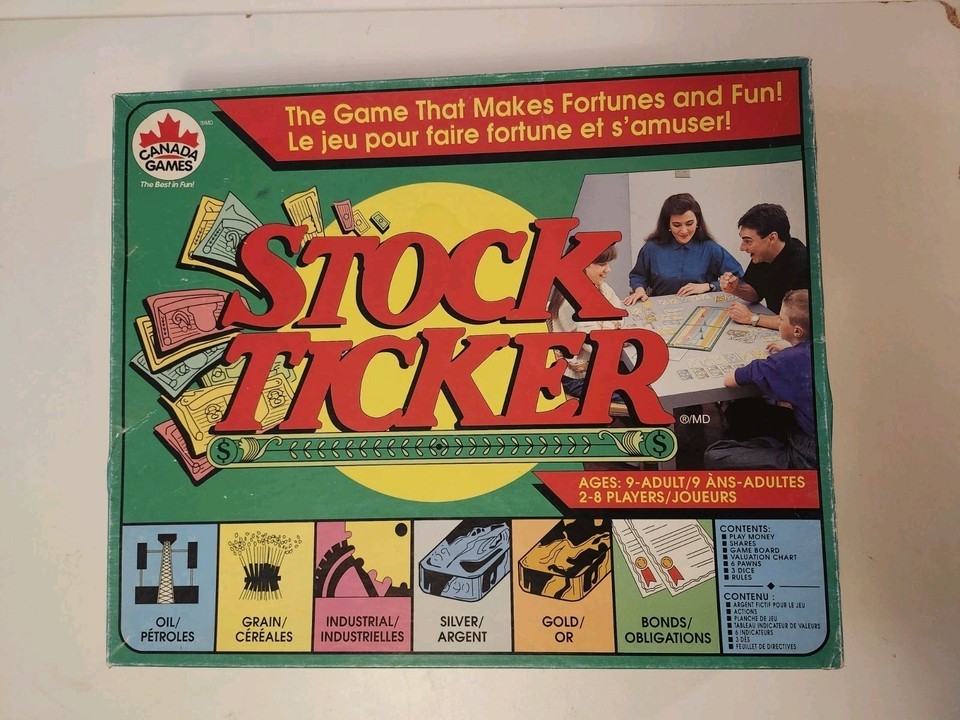 The Game That Makes Fortunes and Fun!
Le jeu pour faire fortune et s'amuser!
CANADA
GAMES
®/MD
The Best in Fun!
STOCK
TICKER
®/MD
$ $
AGES: 9-ADULT/9 ÀNS-ADULTES
2-8 PLAYERS/JOUEURS
OIL/
PÉTROLES
GRAIN/
CÉRÉALES
INDUSTRIAL/
INDUSTRIELLES
SILVER/
ARGENT
GOLD/
OR
BONDS/
OBLIGATIONS
CONTENTS:
■ PLAY MONEY
■ SHARES
■ GAME BOARD
■ VALUATION CHART
■ 6 PAWNS
■ 3 DICE
■ RULES
CONTENU :
■ ARGENT FICTIF POUR LE JEU
■ ACTIONS
■ PLANCHE DE JEU
■ TABLEAU INDICATEUR DE VALEURS
■ 6 INDICATEURS
■ 3 DÉS
■ FEUILLET DE DIRECTIVES